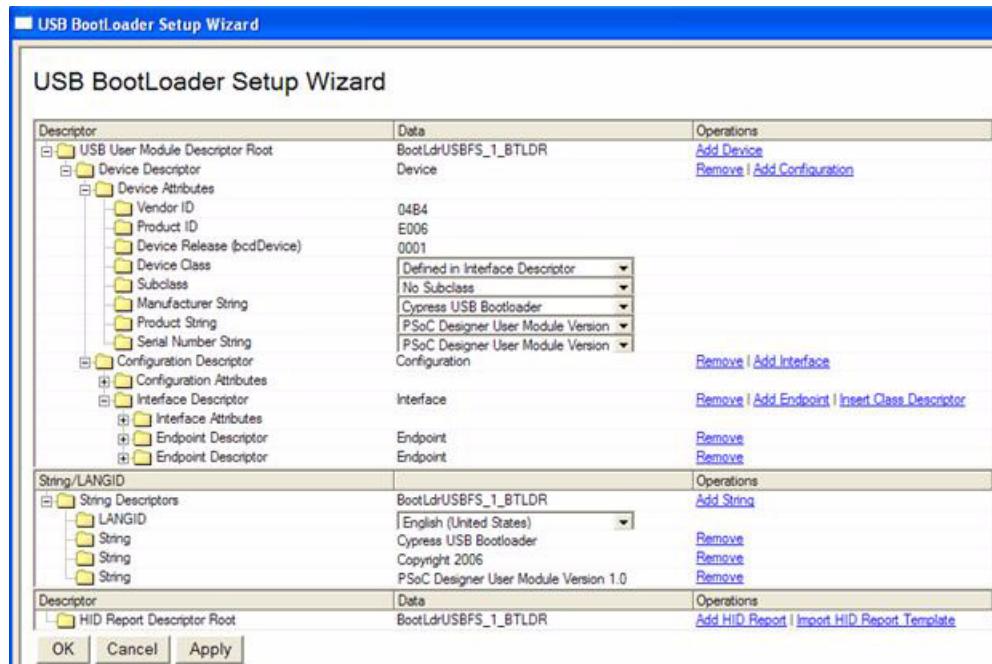 USB BootLoader Setup Wizard
USB BootLoader Setup Wizard
Descriptor Data Operations
USB User Module Descriptor Root BootLdrUSBFS_1_BTLDR Add Device
Device Descriptor Device Remove | Add Configuration
Device Attributes
Vendor ID 04B4
Product ID E006
Device Release (bcdDevice) 0001
Device Class Defined in Interface Descriptor
Subclass No Subclass
Manufacturer String Cypress USB Bootloader
Product String PSoC Designer User Module Version
Serial Number String PSoC Designer User Module Version
Configuration Descriptor Configuration Remove | Add Interface
Configuration Attributes
Interface Descriptor Interface Remove | Add Endpoint | Insert Class Descriptor
Interface Attributes
Endpoint Descriptor Endpoint Remove
Endpoint Descriptor Endpoint Remove
String/LANGID Operations
String Descriptors BootLdrUSBFS_1_BTLDR Add String
LANGID English (United States)
String Cypress USB Bootloader Remove
String Copyright 2006 Remove
String PSoC Designer User Module Version 1.0 Remove
Descriptor Data Operations
HID Report Descriptor Root BootLdrUSBFS_1_BTLDR Add HID Report | Import HID Report Template
OK Cancel Apply